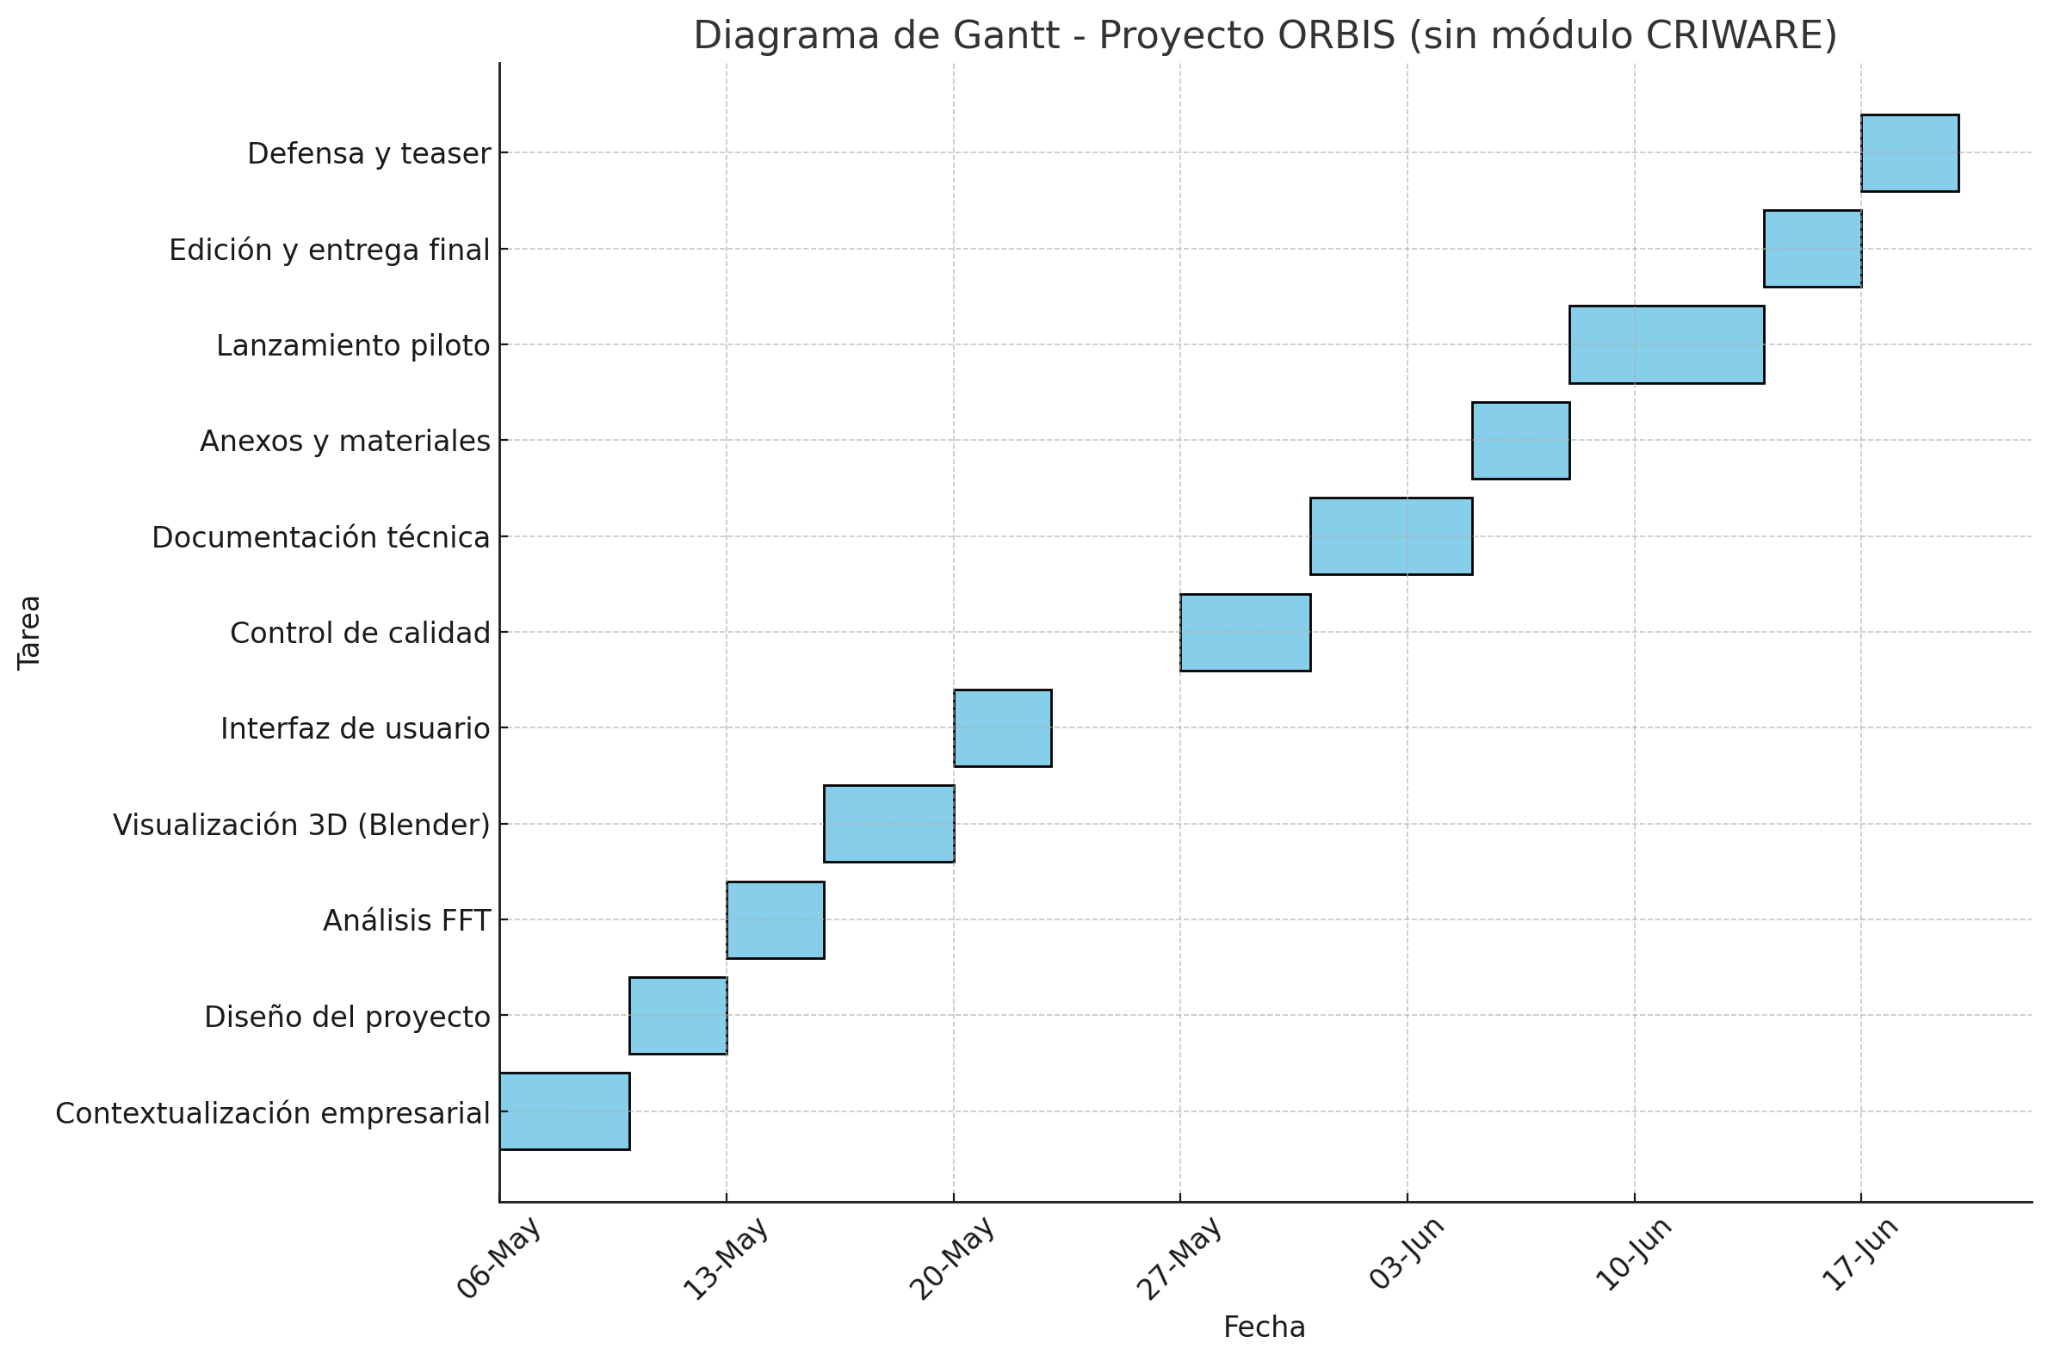 Diagrama de Gantt - Proyecto ORBIS (sin módulo CRIWARE)
Defensa y teaser
Edición y entrega final
Lanzamiento piloto
Anexos y materiales
Documentación técnica
Control de calidad
Interfaz de usuario
Visualización 3D (Blender)
Análisis FFT
Diseño del proyecto
Contextualización empresarial
Tarea
06-May
13-May
20-May
27-May
03-Jun
10-Jun
17-Jun
Fecha